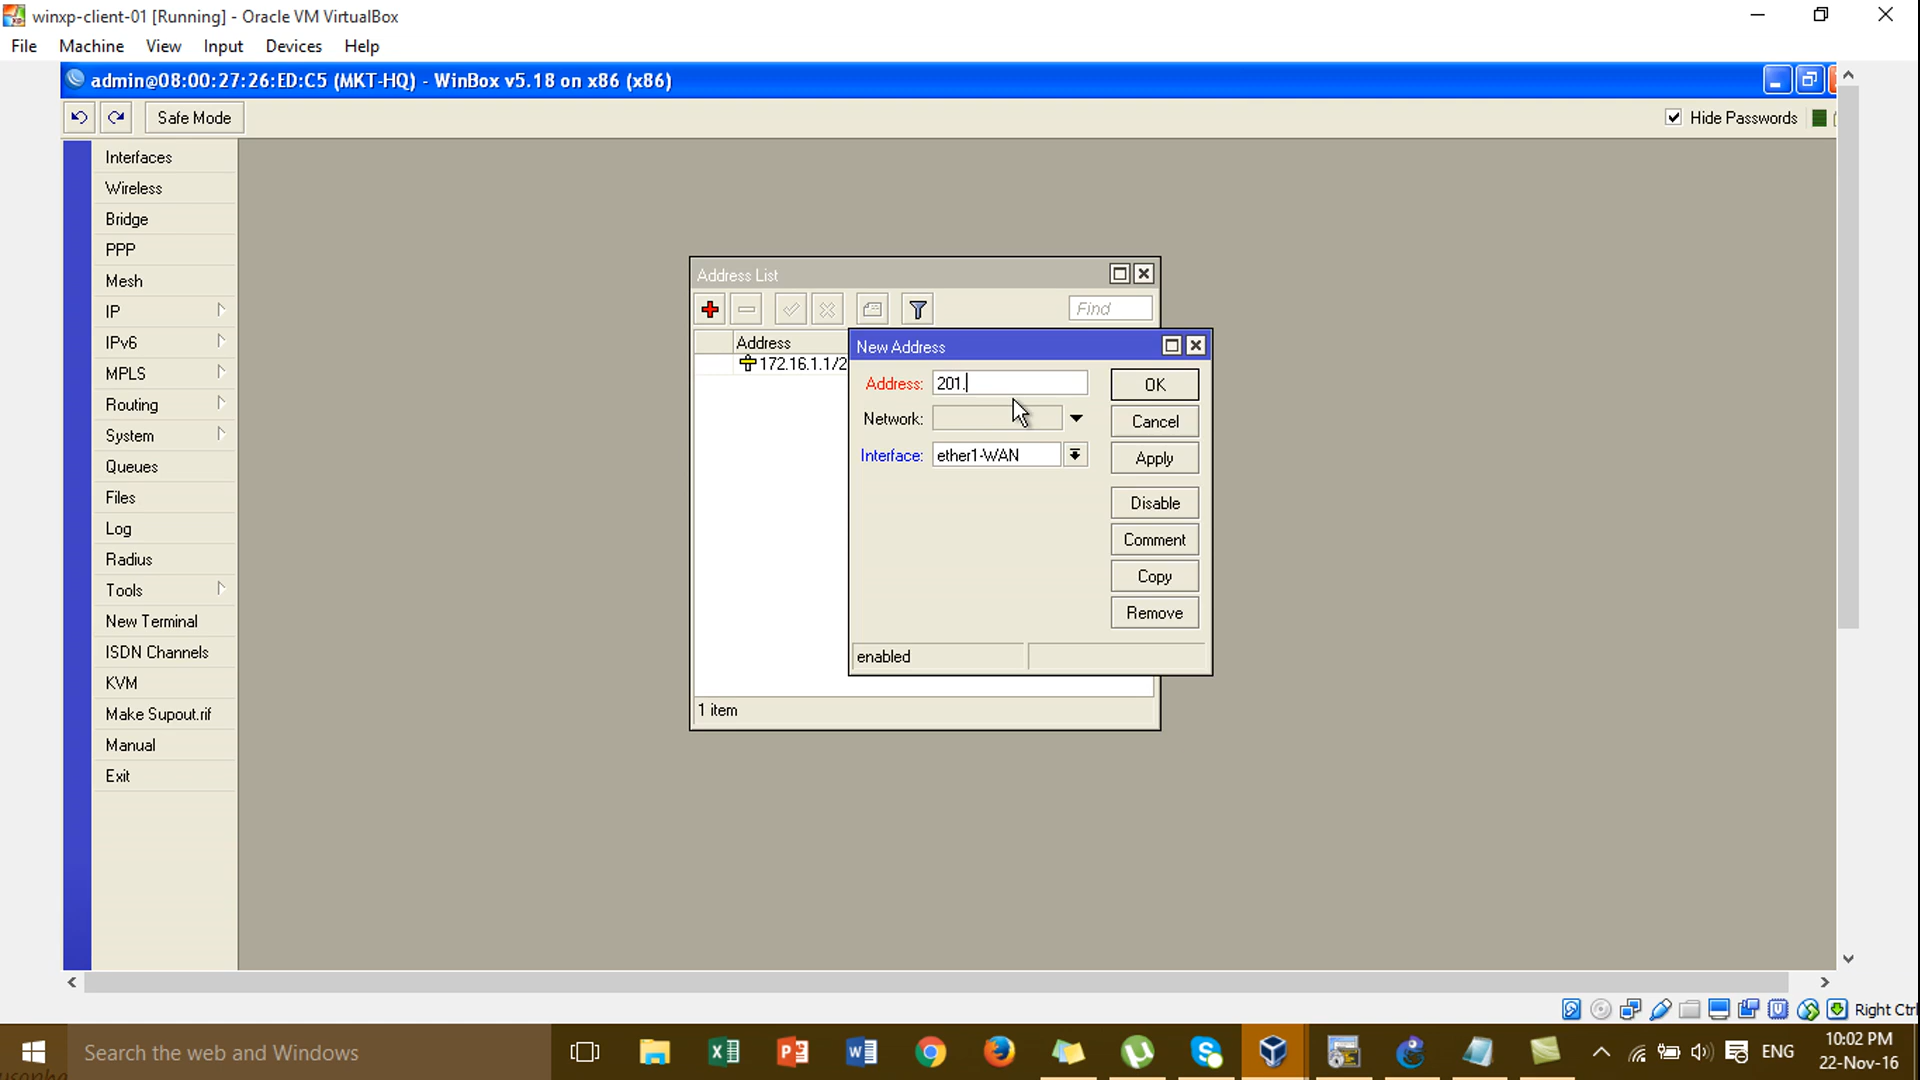 winxp-client-01 [Running] - Oracle VM VirtualBox
File Machine View Input Devices Help
admin@08:00:27:26:ED:C5 (MKT-HQ) - WinBox v5.18 on x86 (x86)
Safe Mode
Hide Passwords
Interfaces
Wireless
Bridge
PPP
Mesh
IP
IPv6
MPLS
Routing
System
Queues
Files
Log
Radius
Tools
New Terminal
ISDN Channels
KVM
Make Supout.rif
Manual
Exit
Address List
Find
Address
172.16.1.1/2
1 item
New Address
Address: 201.
Network:
Interface: ether1-WAN
OK
Cancel
Apply
Disable
Comment
Copy
Remove
enabled
Right Ctrl
Search the web and Windows
ENG
10:02 PM
22-Nov-16